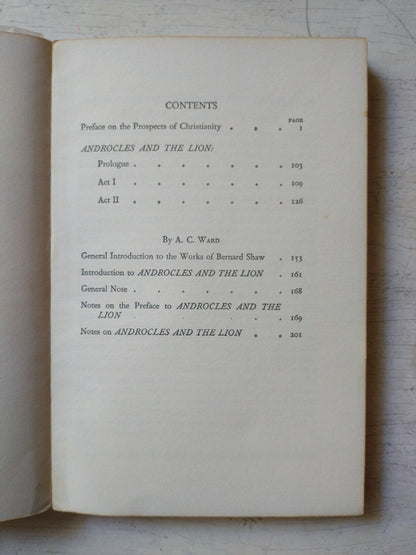 CONTENTS
PAGE
Preface on the Prospects of Christianity . . . 1
ANDROCLES AND THE LION:
Prologue . . . . . . . 103
Act I . . . . . . . 109
Act II . . . . . . . 126
By A. C. WARD
General Introduction to the Works of Bernard Shaw . 153
Introduction to ANDROCLES AND THE LION . 161
General Note . . . . . . . 168
Notes on the Preface to ANDROCLES AND THE
LION . . . . . . . 169
Notes on ANDROCLES AND THE LION . . 201